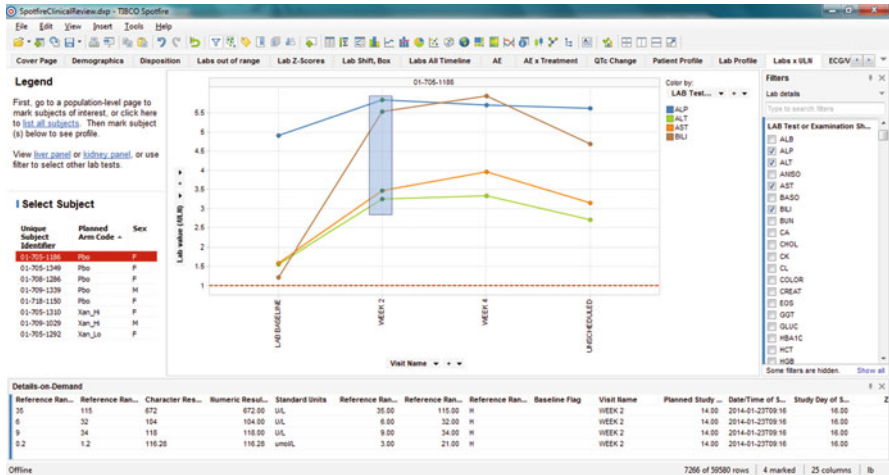 SpotfireClinicalReview.dxp - TIBCO Spotfire
File Edit View Insert Tools Help
Cover Page Demographics Disposition Labs out of range Lab Z-Scores Lab Shift, Box Labs All Timeline AE AE x Treatment QTc Change Patient Profile Lab Profile Labs x ULN ECG/V
Legend
First, go to a population-level page to
mark subjects of interest, or click here
to list all subjects. Then mark subject
(s) below to see profile.
View liver panel or kidney panel, or use
filter to select other lab tests.
Select Subject
Unique Subject Identifier Planned Arm Code Sex
01-705-1186 Pbo F
01-705-1349 Pbo F
01-708-1286 Pbo F
01-709-1339 Pbo M
01-718-1150 Pbo F
01-705-1310 Xan_Hi F
01-709-1029 Xan_Hi M
01-705-1292 Xan_Lo F
01-705-1186
Lab value (/ULN)
5.5
5
4.5
4
3.5
3
2.5
2
1.5
1
LAB BASELINE
WEEK 2
WEEK 4
UNSCHEDULED
Visit Name
Color by:
LAB Test...
ALP
ALT
AST
BILI
Filters
Lab details
Type to search filters
LAB Test or Examination Sh...
ALB
ALP
ALT
ANISO
AST
BASO
BILI
BUN
CA
CHOL
CK
CL
COLOR
CREAT
EOS
GGT
GLUC
HBA1C
HCT
HGB
Some filters are hidden. Show all
Details-on-Demand
Reference Ran... Reference Ran... Character Res... Numeric Resul... Standard Units Reference Ran... Reference Ran... Reference Ran... Baseline Flag Visit Name Planned Study ... Date/Time of S... Study Day of S... Z
35 115 672 672.00 U/L 35.00 115.00 H WEEK 2 14.00 2014-01-23T09:16 16.00
6 32 104 104.00 U/L 6.00 32.00 H WEEK 2 14.00 2014-01-23T09:16 16.00
9 34 118 118.00 U/L 9.00 34.00 H WEEK 2 14.00 2014-01-23T09:16 16.00
0.2 1.2 116.28 116.28 umol/L 3.00 21.00 H WEEK 2 14.00 2014-01-23T09:16 16.00
Offline 7266 of 59580 rows 4 marked 25 columns lb